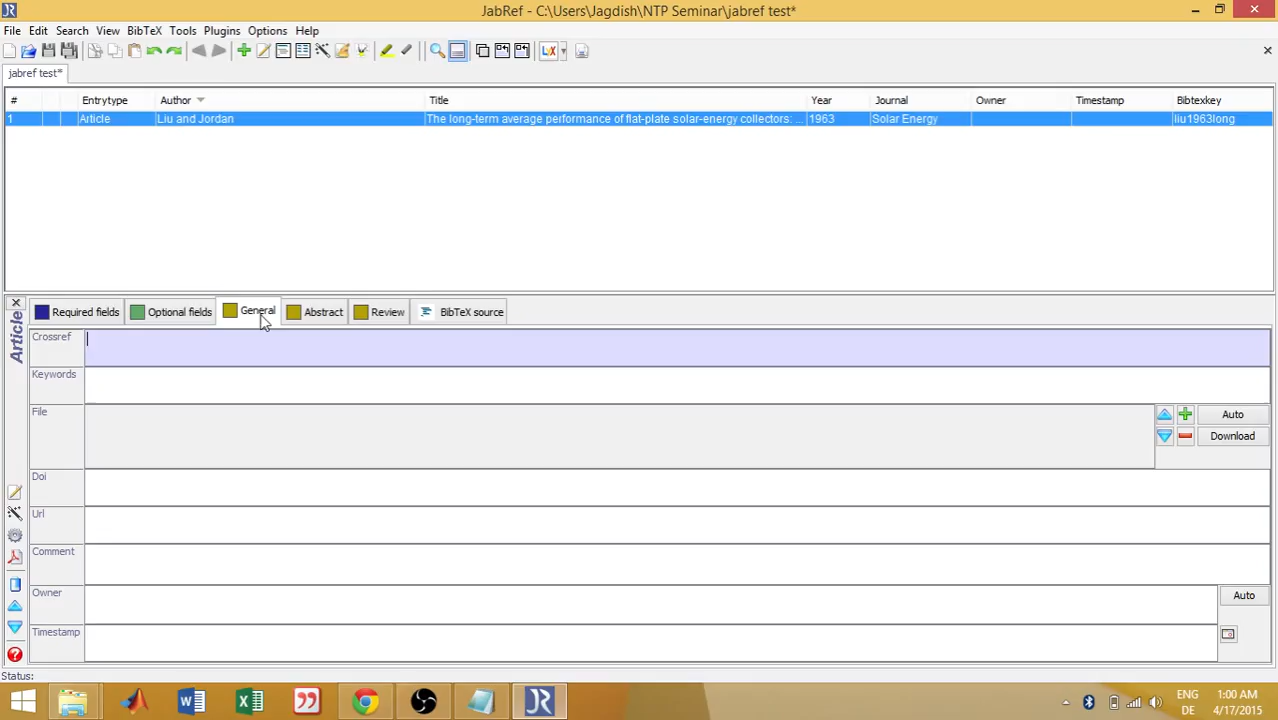 JabRef - C:\Users\Jagdish\NTP Seminar\jabref test*
File Edit Search View BibTeX Tools Plugins Options Help
jabref test*
# Entrytype Author Title Year Journal Owner Timestamp Bibtexkey
1 Article Liu and Jordan The long-term average performance of flat-plate solar-energy collectors: ... 1963 Solar Energy liu1963long
Article
Required fields Optional fields General Abstract Review BibTeX source
Crossref
Keywords
File
Auto
Download
Doi
Url
Comment
Owner
Auto
Timestamp
Status:
ENG 1:00 AM
DE 4/17/2015